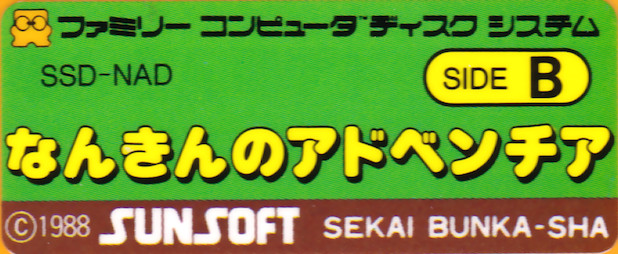 ファミリー コンピュータ™ ディスク システム
SSD-NAD
SIDE B
なんきんのアドベンチア
©1988 SUNSOFT SEKAI BUNKA-SHA